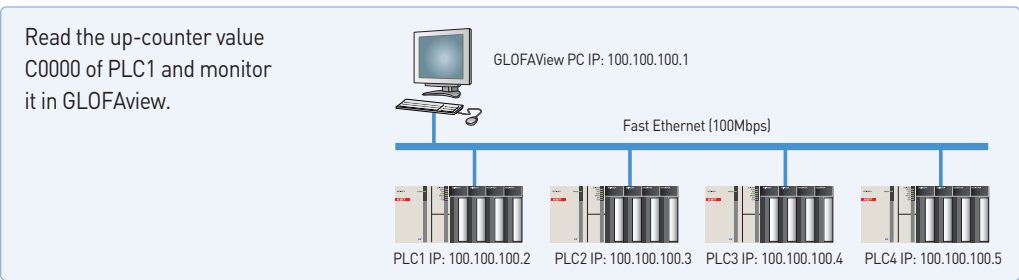 Read the up-counter value
C0000 of PLC1 and monitor
it in GLOFAview.
GLOFAView PC IP: 100.100.100.1
Fast Ethernet (100Mbps)
PLC1 IP: 100.100.100.2
PLC2 IP: 100.100.100.3
PLC3 IP: 100.100.100.4
PLC4 IP: 100.100.100.5